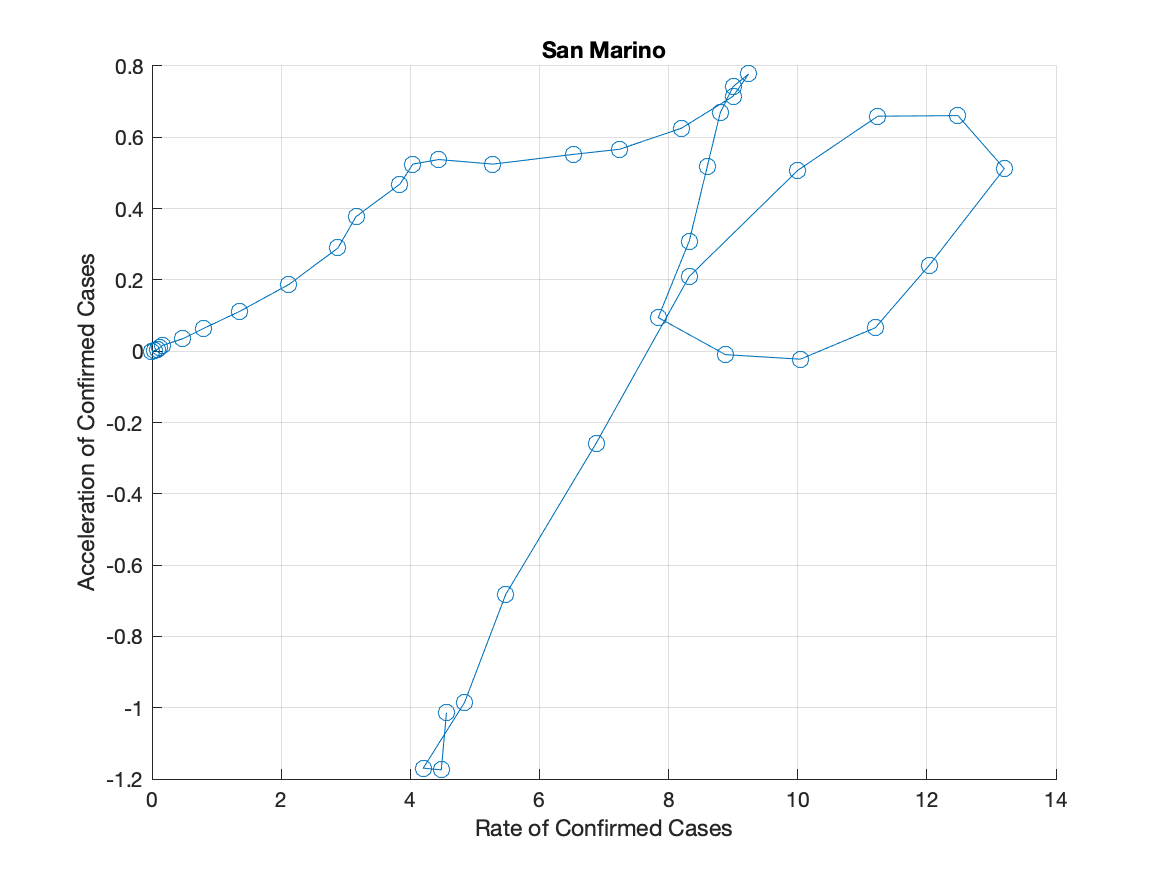 San Marino
0.8
0.6
0.4
0.2
0
-0.2
-0.4
-0.6
-0.8
-1
-1.2
0 2 4 6 8 10 12 14
Rate of Confirmed Cases
Acceleration of Confirmed Cases